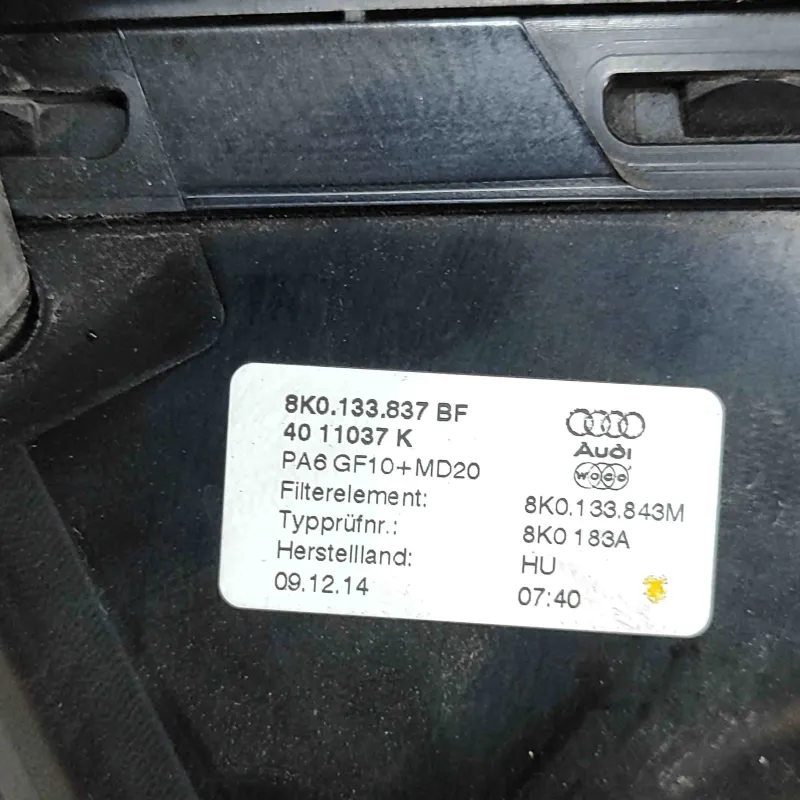 8K0.133.837 BF
40 11037 K
PA6 GF10+MD20
Audi
WOCO
Filterelement: 8K0.133.843M
Typprüfnr.: 8K0 183A
Herstellland: HU
09.12.14 07:40